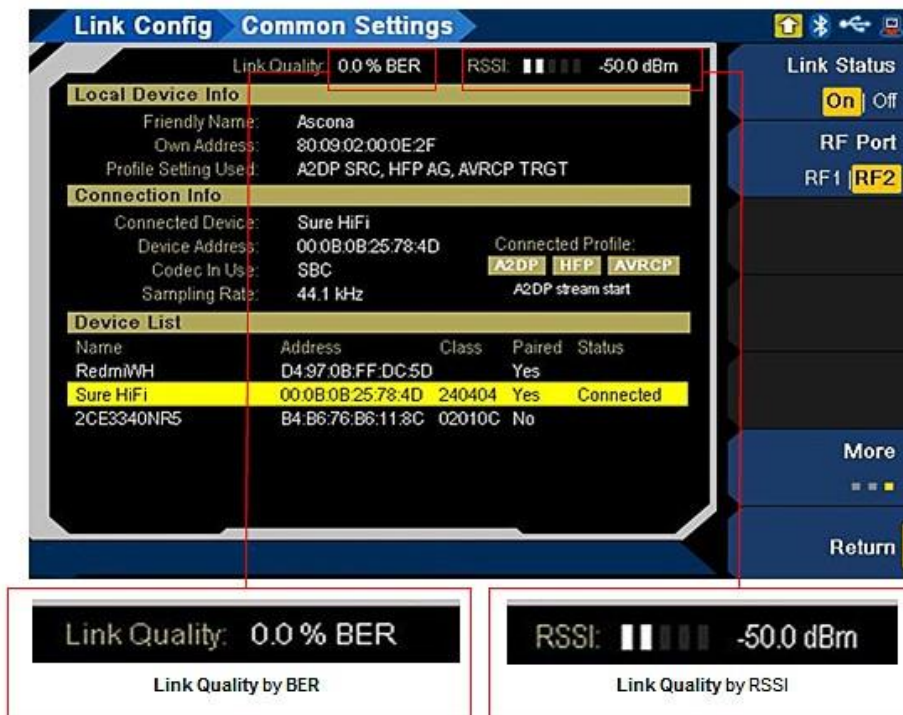 Link Config Common Settings
Link Quality: 0.0 % BER RSSI: -50.0 dBm
Local Device Info
Friendly Name: Ascona
Own Address: 80:09:02:00:0E:2F
Profile Setting Used: A2DP SRC, HFP AG, AVRCP TRGT
Connection Info
Connected Device: Sure HiFi
Device Address: 00:0B:0B:25:78:4D Connected Profile:
Codec In Use: SBC A2DP HFP AVRCP
Sampling Rate: 44.1 kHz A2DP stream start
Device List
Name Address Class Paired Status
RedmiWH D4:97:0B:FF:DC:5D Yes
Sure HiFi 00:0B:0B:25:78:4D 240404 Yes Connected
2CE3340NR5 B4:B6:76:B6:11:8C 02010C No
Link Status
On | Off
RF Port
RF1 | RF2
More
Return
Link Quality: 0.0 % BER
Link Quality by BER
RSSI: -50.0 dBm
Link Quality by RSSI